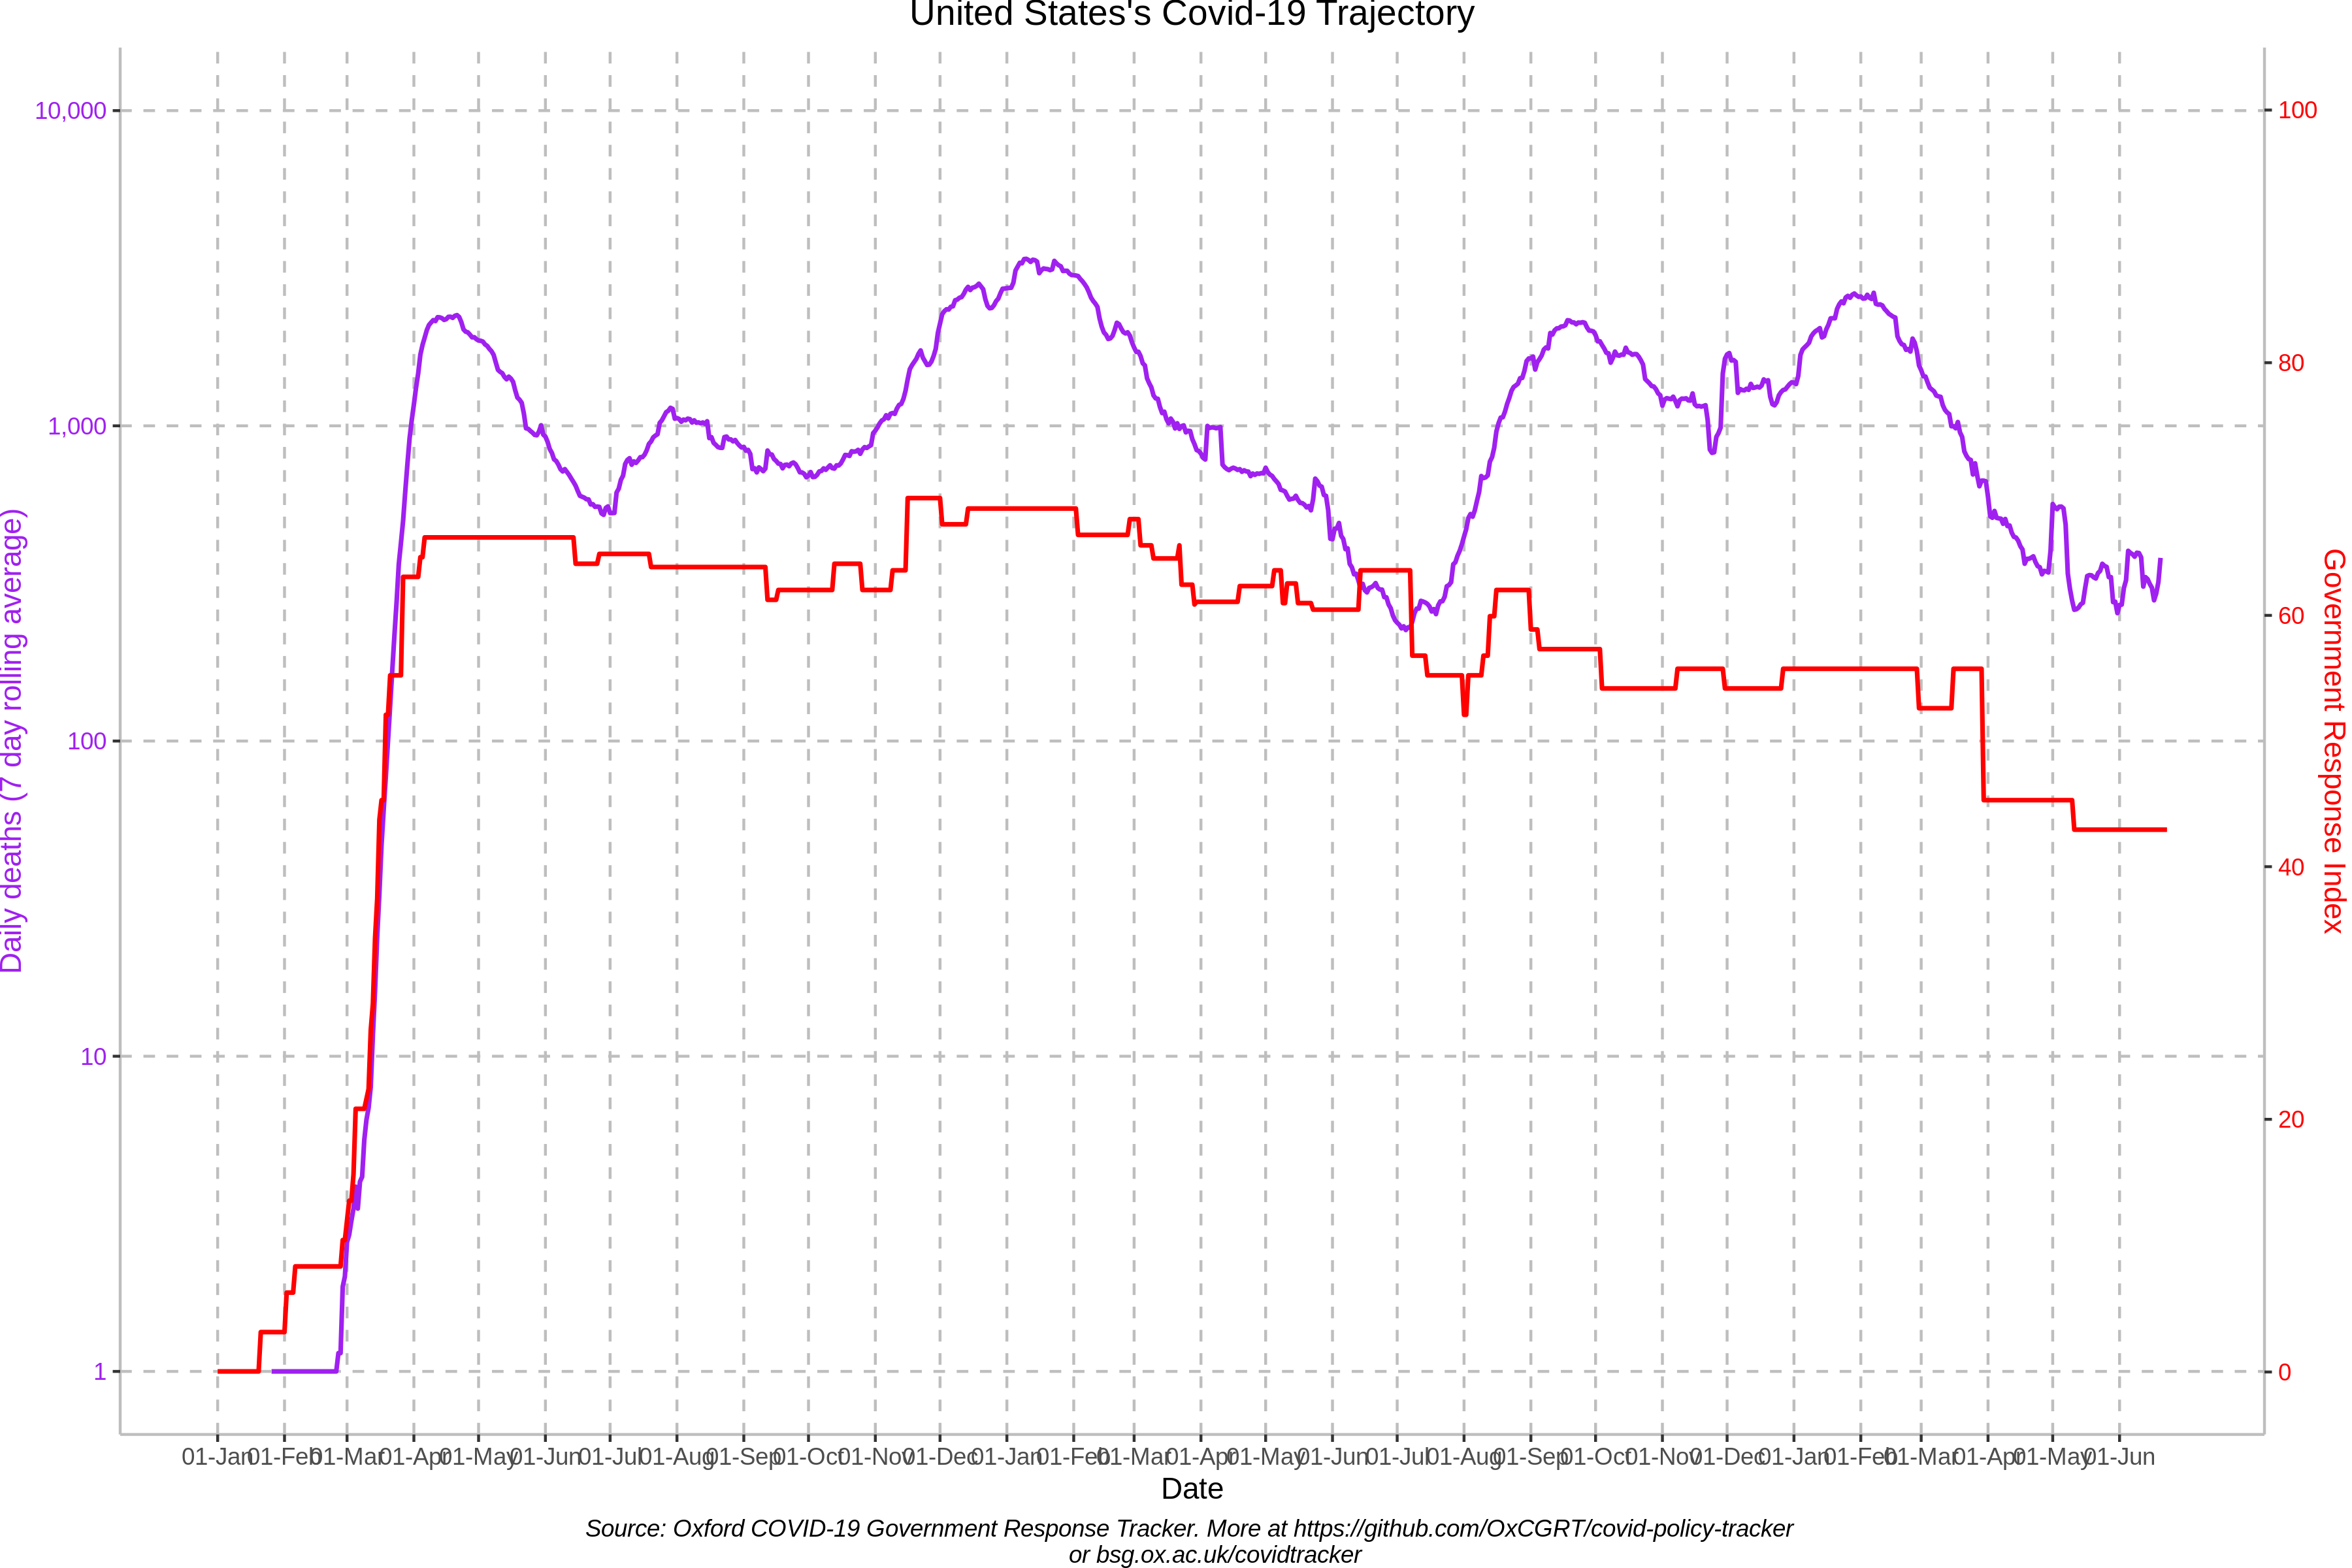 United States's Covid-19 Trajectory
10,000
1,000
100
10
1
Daily deaths (7 day rolling average)
100
80
60
40
20
0
Government Response Index
01-Jan 01-Feb 01-Mar 01-Apr 01-May 01-Jun 01-Jul 01-Aug 01-Sep 01-Oct 01-Nov 01-Dec 01-Jan 01-Feb 01-Mar 01-Apr 01-May 01-Jun 01-Jul 01-Aug 01-Sep 01-Oct 01-Nov 01-Dec 01-Jan 01-Feb 01-Mar 01-Apr 01-May 01-Jun
Date
Source: Oxford COVID-19 Government Response Tracker. More at https://github.com/OxCGRT/covid-policy-tracker
or bsg.ox.ac.uk/covidtracker